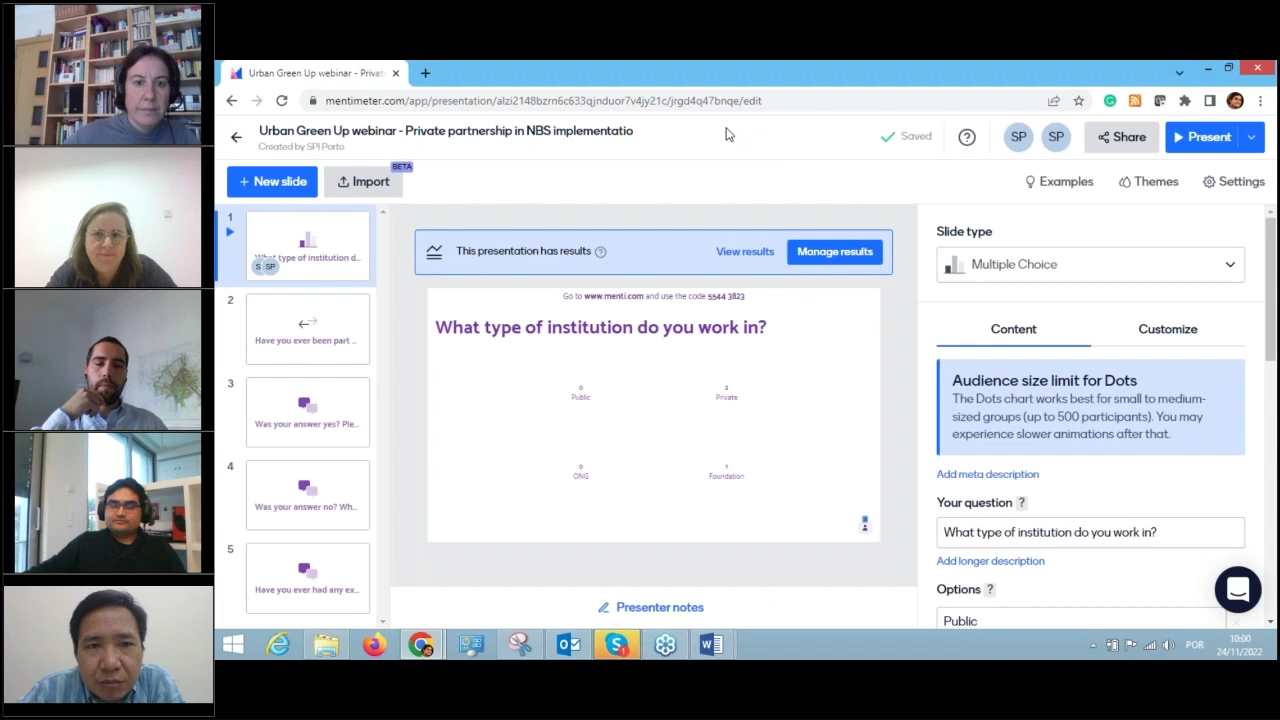 Urban Green Up webinar - Privat
mentimeter.com/app/presentation/alzi2148bzrn6c633qjnduor7v4jy21c/jrgd4q47bnqe/edit
Urban Green Up webinar - Private partnership in NBS implementatio
Created by SPI Porto
Saved
SP
SP
Share
Present
New slide
Import
BETA
Examples
Themes
Settings
1
What type of institution d...
S
SP
2
Have you ever been part ...
3
Was your answer yes? Ple...
4
Was your answer no? Wh...
5
Have you ever had any ex...
This presentation has results
View results
Manage results
Go to www.menti.com and use the code 5544 3823
What type of institution do you work in?
0
Public
2
Private
0
ONG
1
Foundation
Presenter notes
Slide type
Multiple Choice
Content
Customize
Audience size limit for Dots
The Dots chart works best for small to medium-
sized groups (up to 500 participants). You may
experience slower animations after that.
Add meta description
Your question ?
What type of institution do you work in?
Add longer description
Options ?
Public
POR
10:00
24/11/2022